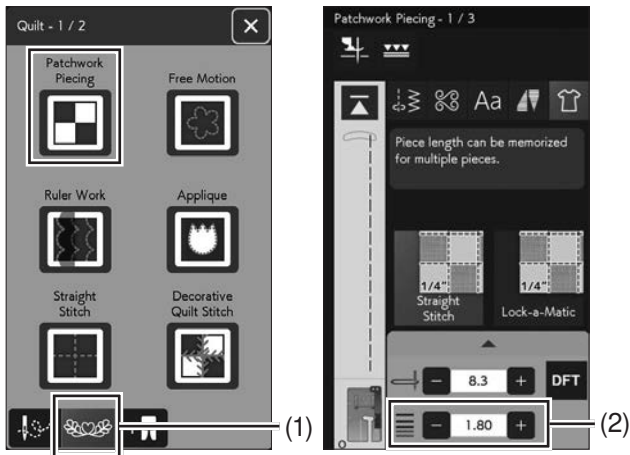 Quilt - 1 / 2
Patchwork
Piecing
Free Motion
Ruler Work
Applique
Straight
Stitch
Decorative
Quilt Stitch
(1)
Patchwork Piecing - 1 / 3
Aa
Piece length can be memorized
for multiple pieces.
1/4"
Straight
Stitch
1/4"
Lock-a-Matic
8.3
DFT
1.80
(2)